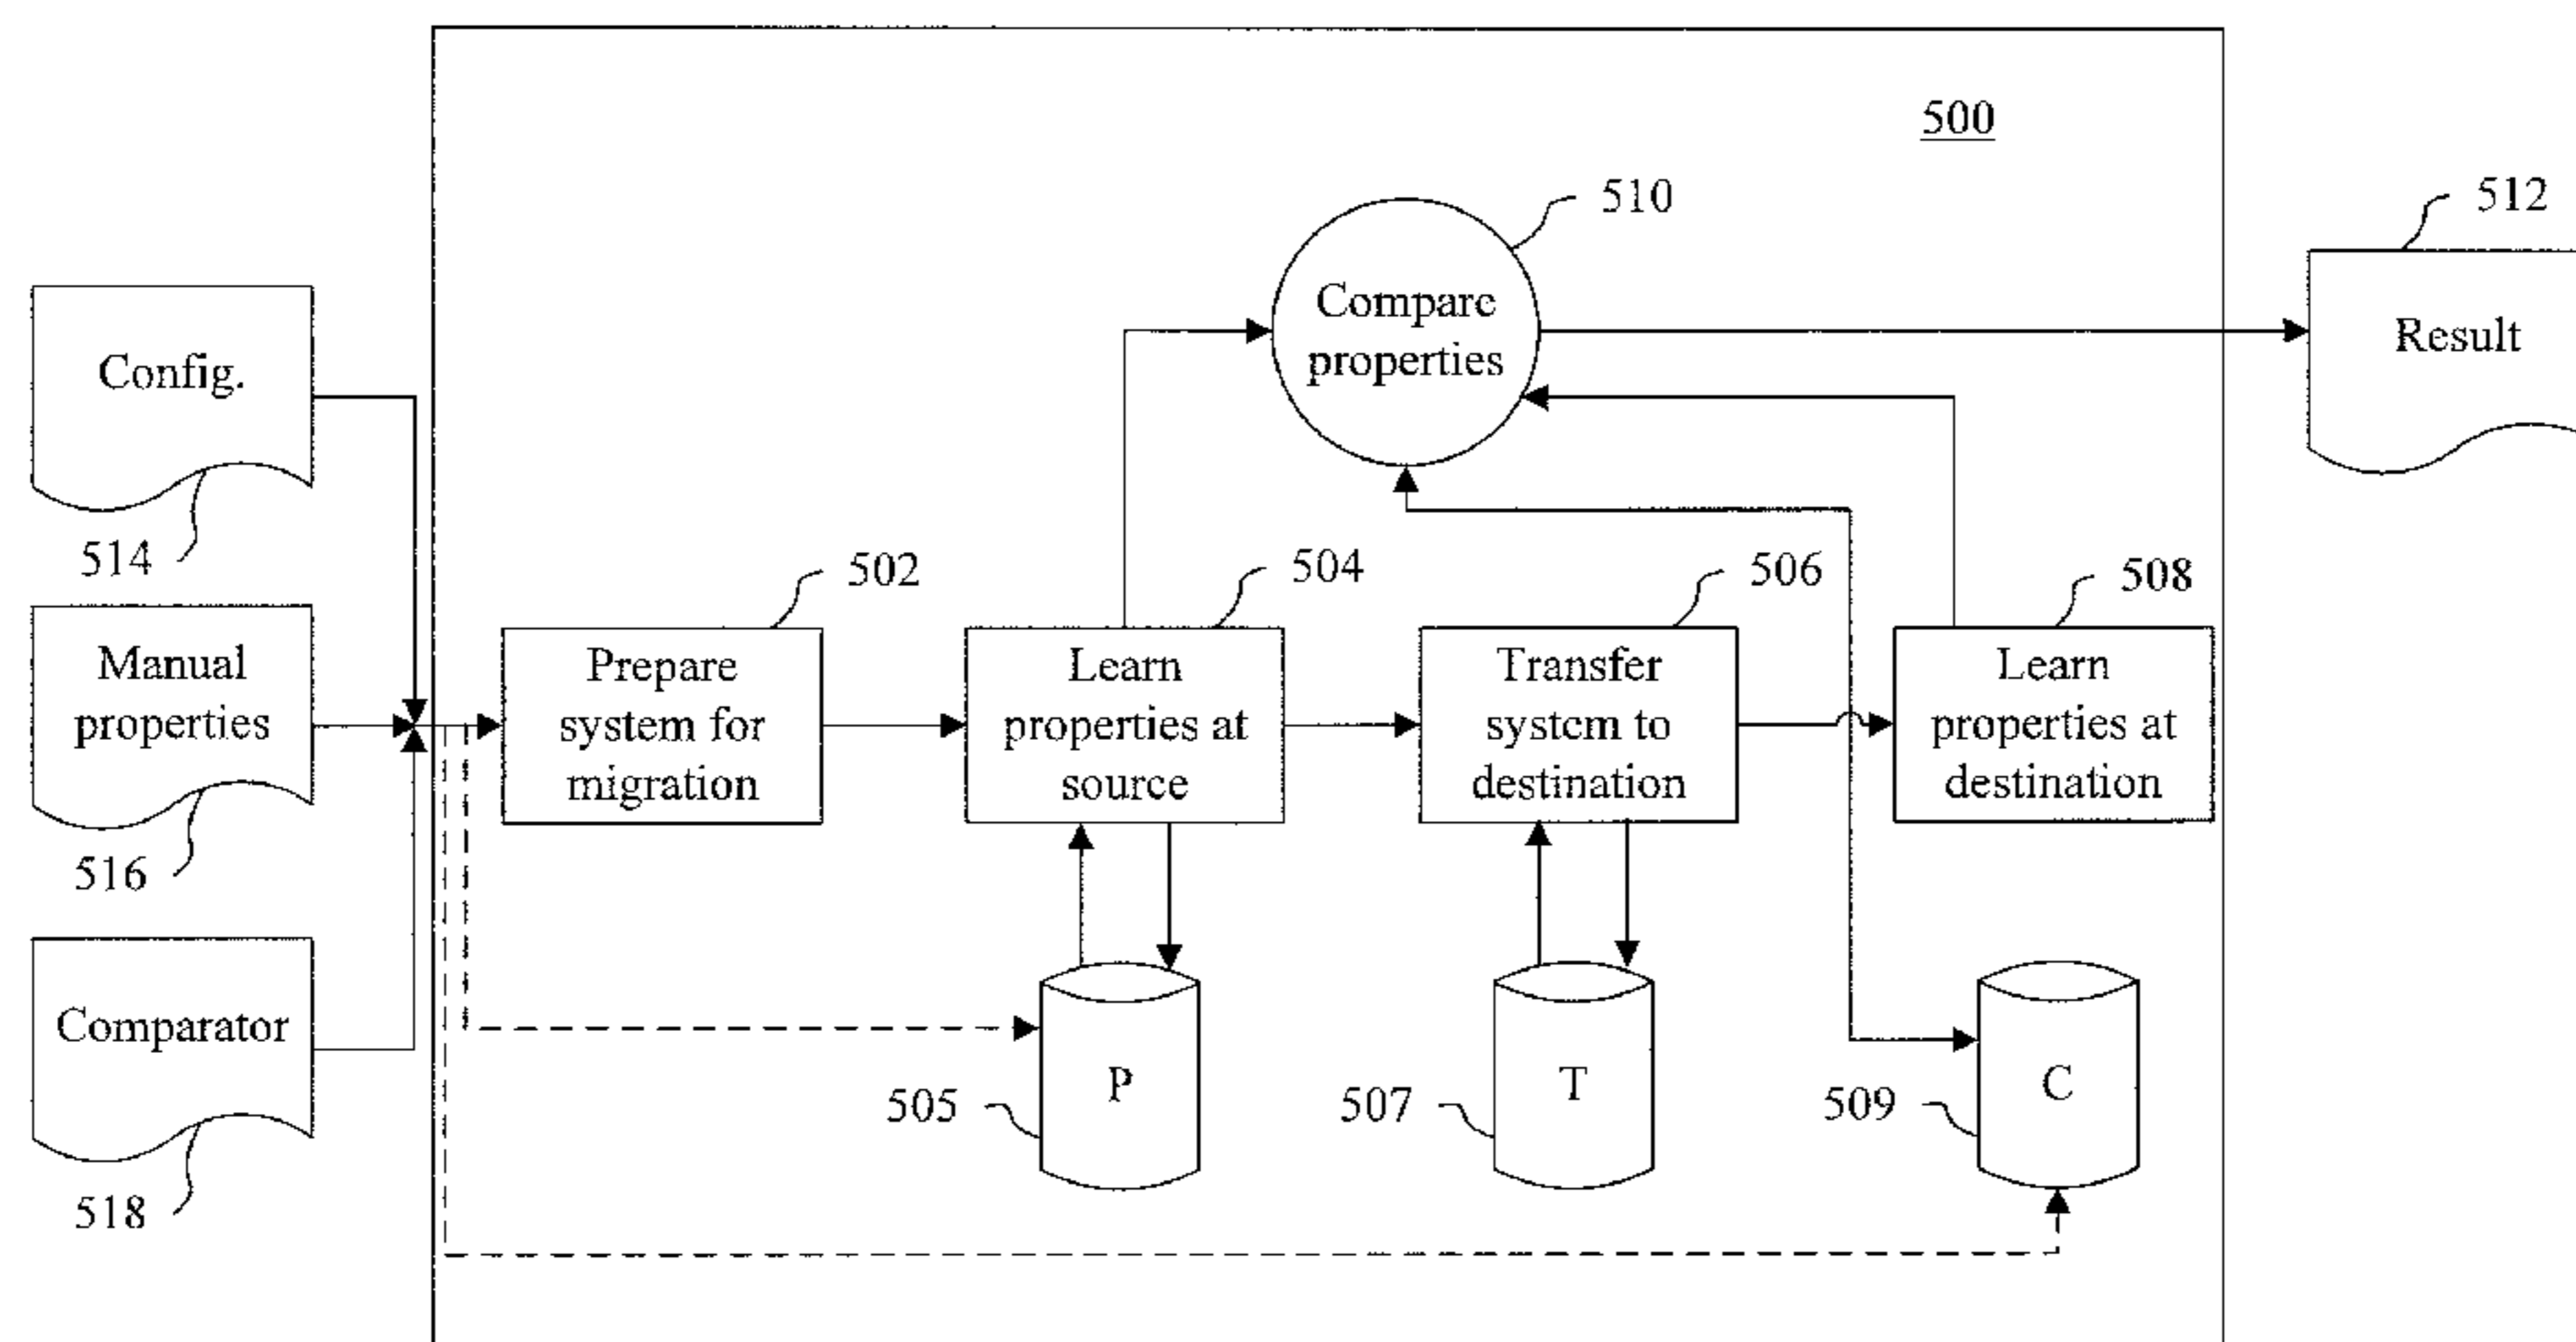 500
510
512
Compare
properties
Result
Config.
514
502
504
506
508
Manual
properties
516
Prepare
system for
migration
Learn
properties at
source
Transfer
system to
destination
Learn
properties at
destination
Comparator
518
P
505
T
507
C
509